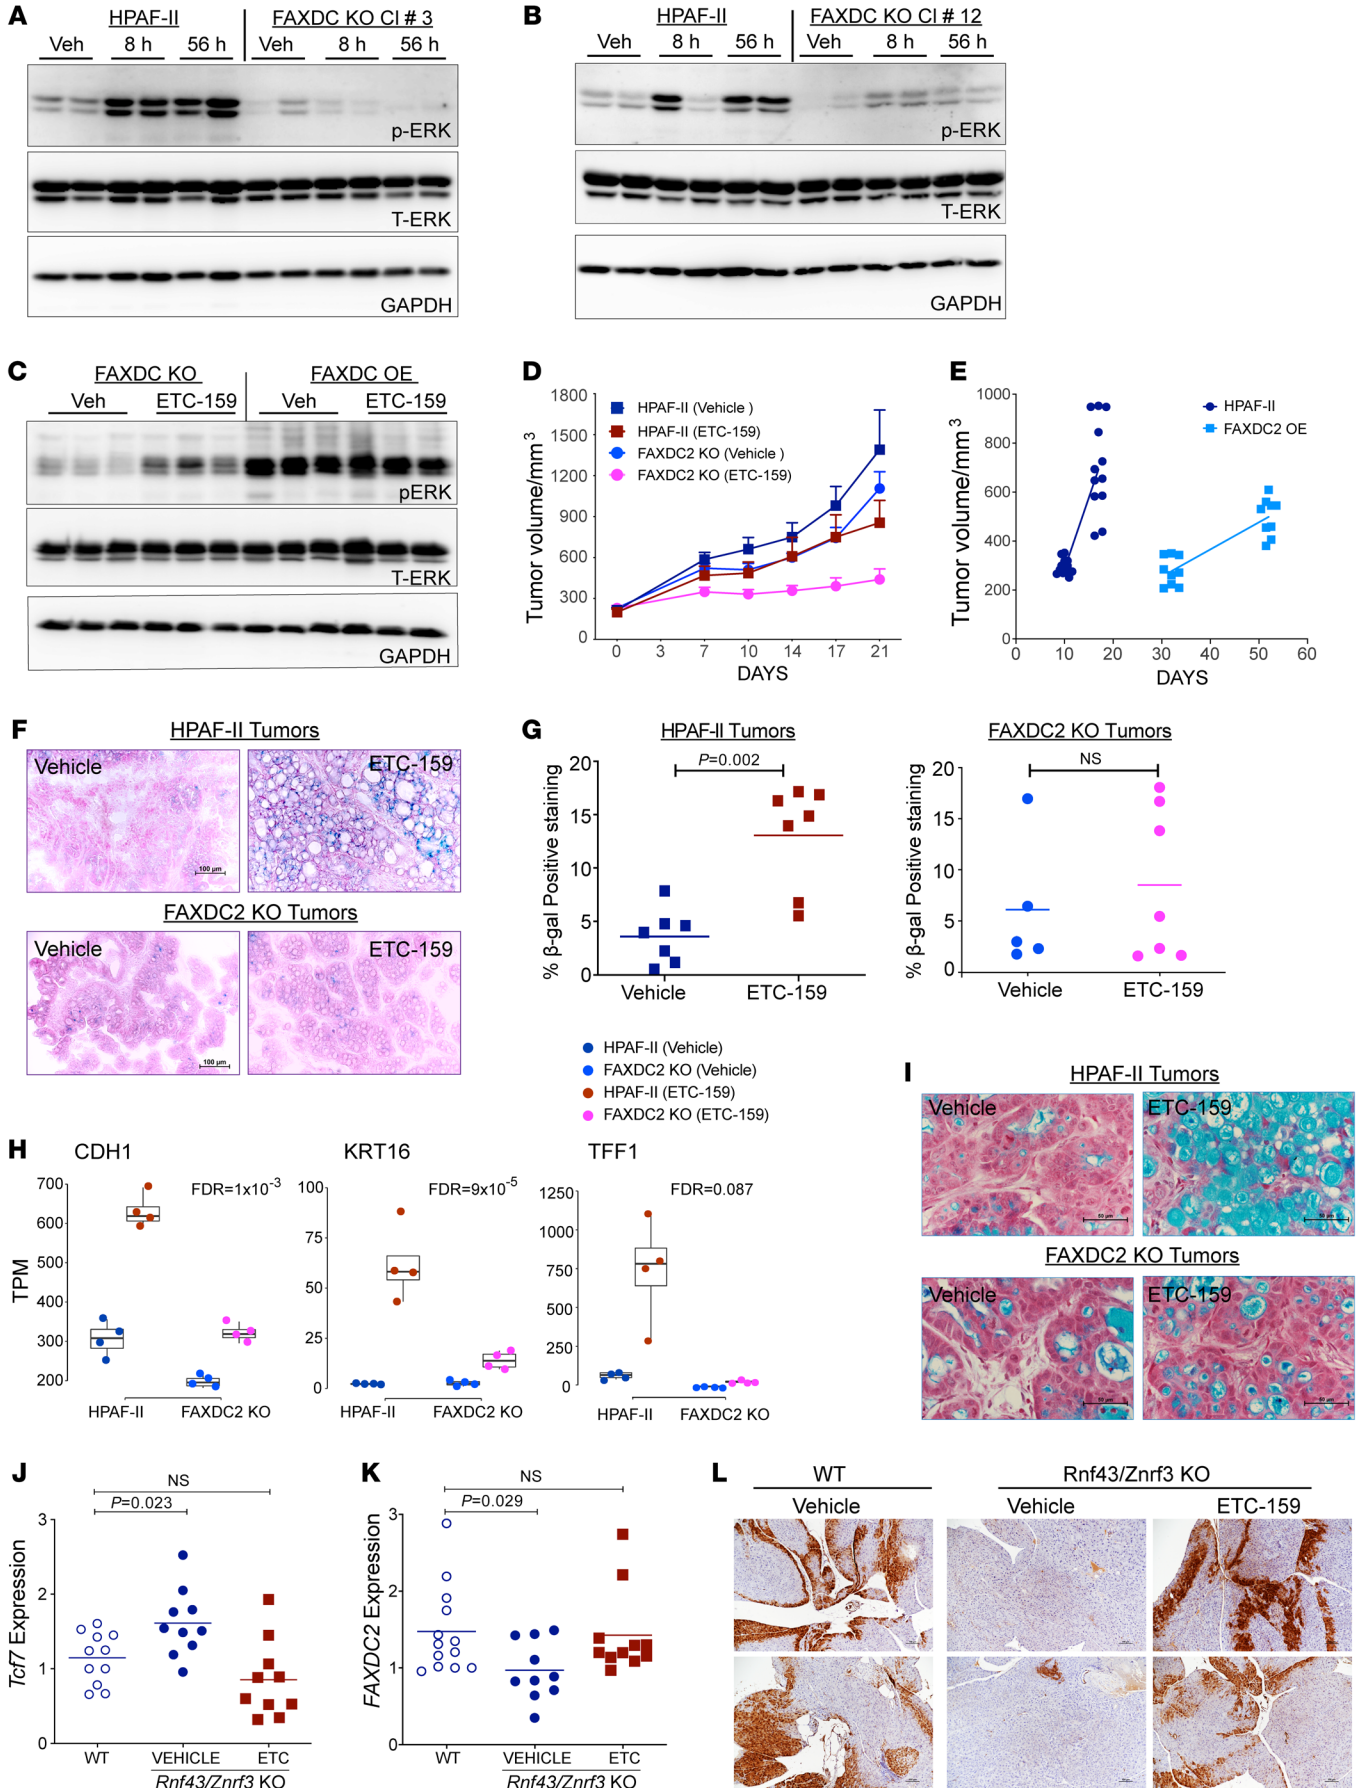 A
HPAF-II
FAXDC KO Cl # 3
Veh 8 h 56 h Veh 8 h 56 h
p-ERK
T-ERK
GAPDH
B
HPAF-II
FAXDC KO Cl # 12
Veh 8 h 56 h Veh 8 h 56 h
p-ERK
T-ERK
GAPDH
C
FAXDC KO
FAXDC OE
Veh ETC-159 Veh ETC-159
pERK
T-ERK
GAPDH
D
Tumor volume/mm3
1800
1500
1200
900
600
300
0
HPAF-II (Vehicle )
HPAF-II (ETC-159)
FAXDC2 KO (Vehicle )
FAXDC2 KO (ETC-159)
0 3 7 10 14 17 21
DAYS
E
Tumor volume/mm3
1000
800
600
400
200
0
HPAF-II
FAXDC2 OE
0 10 20 30 40 50 60
DAYS
F
HPAF-II Tumors
Vehicle
ETC-159
100 µm
FAXDC2 KO Tumors
Vehicle
ETC-159
100 µm
G
HPAF-II Tumors
P=0.002
% β-gal Positive staining
20
15
10
5
0
Vehicle ETC-159
FAXDC2 KO Tumors
NS
% β-gal Positive staining
20
15
10
5
0
Vehicle ETC-159
HPAF-II (Vehicle)
FAXDC2 KO (Vehicle)
HPAF-II (ETC-159)
FAXDC2 KO (ETC-159)
H
CDH1
FDR=1x10-3
TPM
700
600
500
400
300
200
HPAF-II FAXDC2 KO
KRT16
FDR=9x10-5
100
75
50
25
0
HPAF-II FAXDC2 KO
TFF1
FDR=0.087
1250
1000
750
500
250
0
HPAF-II FAXDC2 KO
I
HPAF-II Tumors
Vehicle
ETC-159
50 µm
50 µm
FAXDC2 KO Tumors
Vehicle
ETC-159
50 µm
50 µm
J
NS
P=0.023
Tcf7 Expression
3
2
1
0
WT VEHICLE ETC
Rnf43/Znrf3 KO
K
NS
P=0.029
FAXDC2 Expression
3
2
1
0
WT VEHICLE ETC
Rnf43/Znrf3 KO
L
WT
Rnf43/Znrf3 KO
Vehicle Vehicle ETC-159